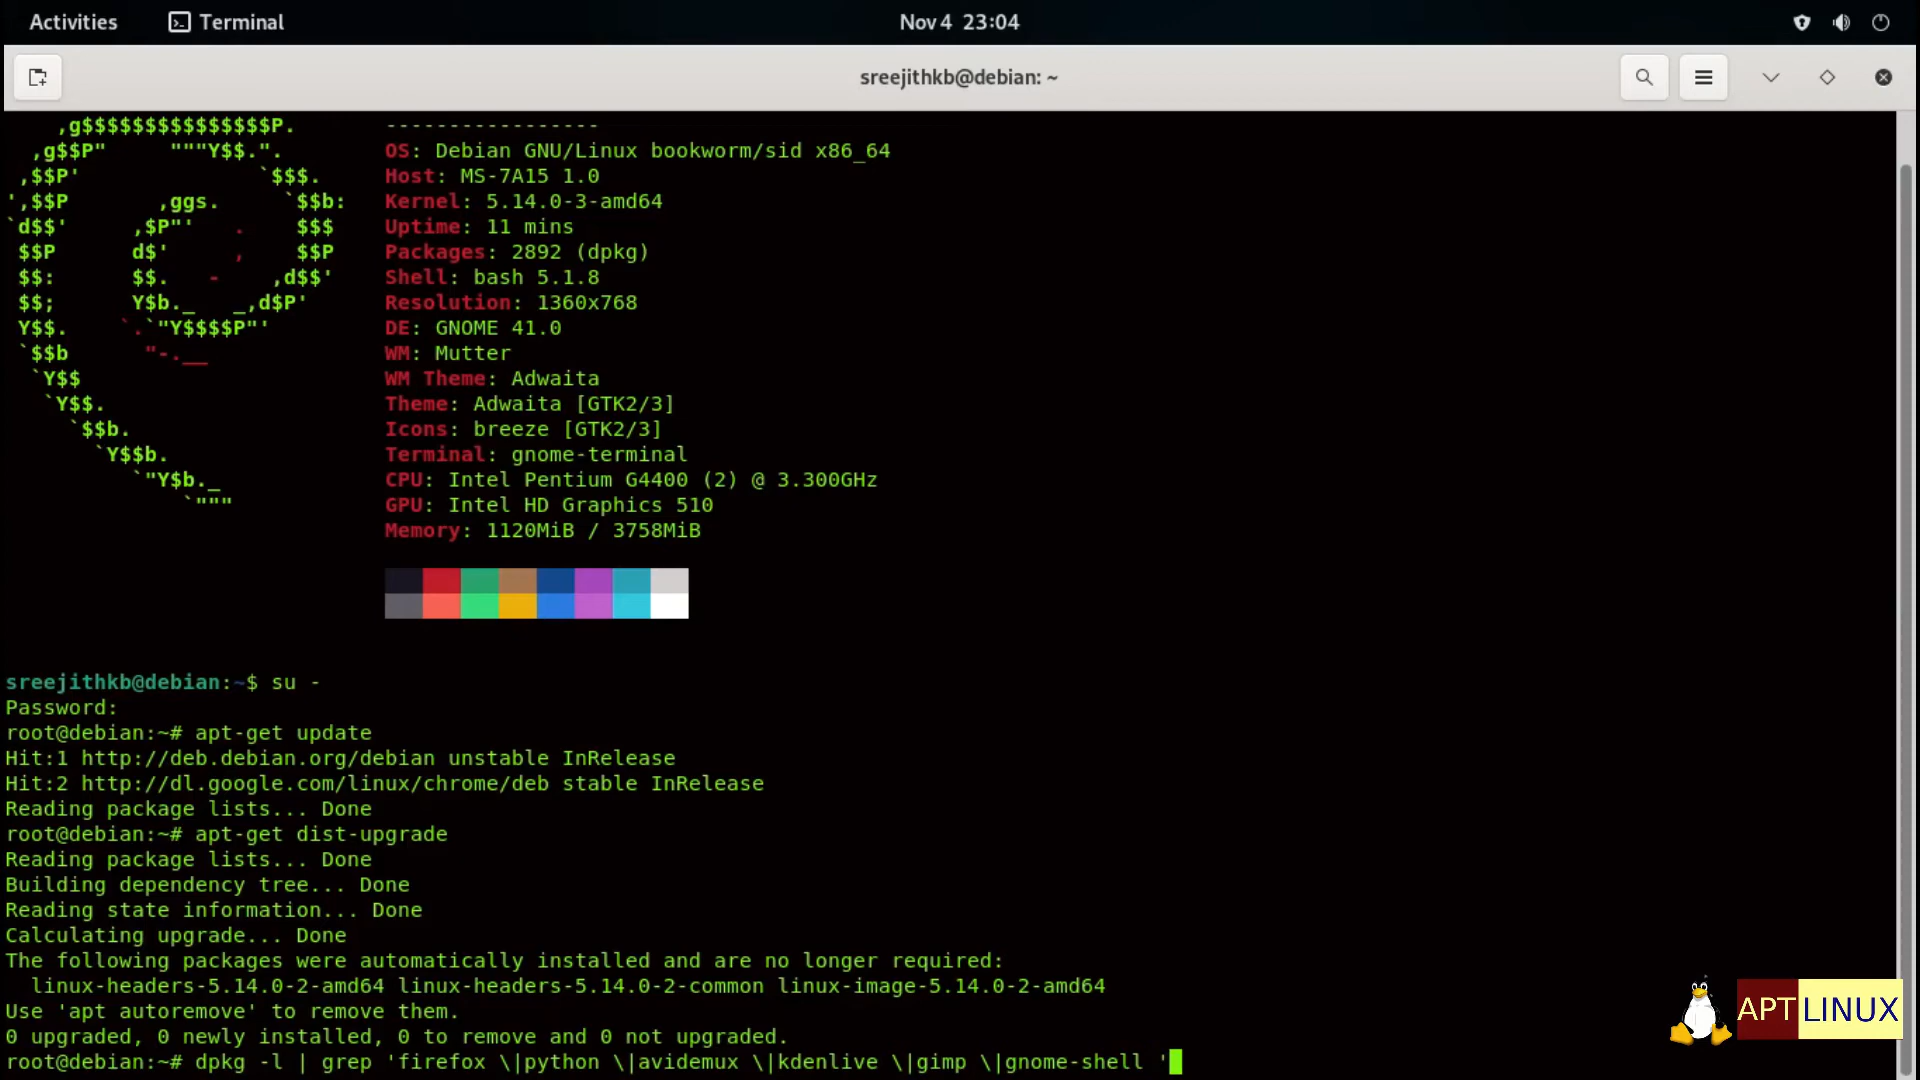 Activities Terminal Nov 4 23:04
sreejithkb@debian: ~
,g$$$$$$$$$$$$$$$P. -----------------
,g$$P" """Y$$.". OS: Debian GNU/Linux bookworm/sid x86_64
,$$P' `$$$. Host: MS-7A15 1.0
',$$P ,ggs. `$$b: Kernel: 5.14.0-3-amd64
`d$$' ,$P"' . $$$ Uptime: 11 mins
$$P d$' , $$P Packages: 2892 (dpkg)
$$: $$. - ,d$$' Shell: bash 5.1.8
$$; Y$b._ _,d$P' Resolution: 1360x768
Y$$. `.`"Y$$$$P"' DE: GNOME 41.0
`$$b "-.__ WM: Mutter
`Y$$ WM Theme: Adwaita
`Y$$. Theme: Adwaita [GTK2/3]
`$$b. Icons: breeze [GTK2/3]
`Y$$b. Terminal: gnome-terminal
`"Y$b._ CPU: Intel Pentium G4400 (2) @ 3.300GHz
`""" GPU: Intel HD Graphics 510
Memory: 1120MiB / 3758MiB
sreejithkb@debian:~$ su -
Password:
root@debian:~# apt-get update
Hit:1 http://deb.debian.org/debian unstable InRelease
Hit:2 http://dl.google.com/linux/chrome/deb stable InRelease
Reading package lists... Done
root@debian:~# apt-get dist-upgrade
Reading package lists... Done
Building dependency tree... Done
Reading state information... Done
Calculating upgrade... Done
The following packages were automatically installed and are no longer required:
linux-headers-5.14.0-2-amd64 linux-headers-5.14.0-2-common linux-image-5.14.0-2-amd64
Use 'apt autoremove' to remove them.
0 upgraded, 0 newly installed, 0 to remove and 0 not upgraded.
root@debian:~# dpkg -l | grep 'firefox \|python \|avidemux \|kdenlive \|gimp \|gnome-shell '
APT LINUX